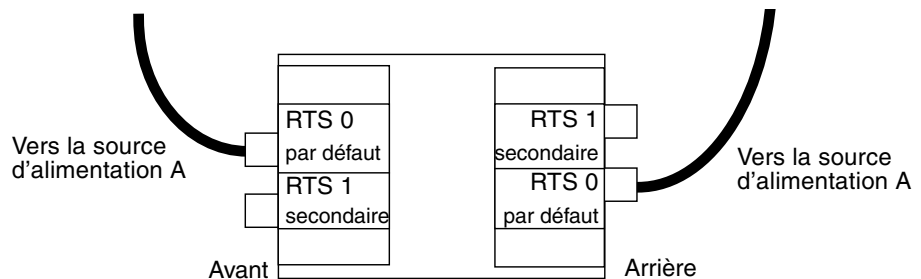 Vers la source
d'alimentation A
RTS 0
par défaut
RTS 1
secondaire
Avant
RTS 1
secondaire
RTS 0
par défaut
Arrière
Vers la source
d'alimentation A